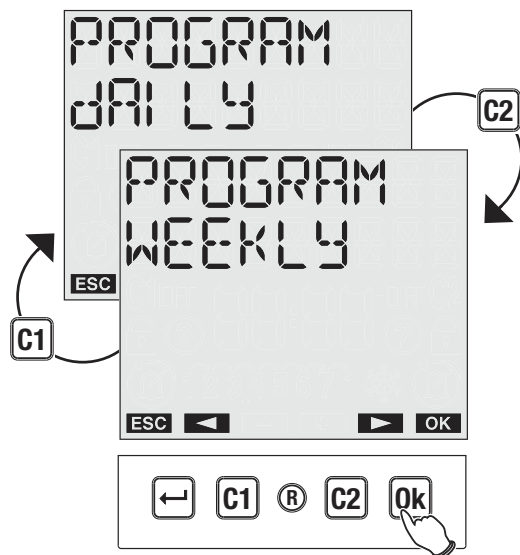 PROGRAM
dAILY
C2
PROGRAM
WEEKLY
ESC
C1
ESC ◄ ► OK
↵ C1 R C2 Ok